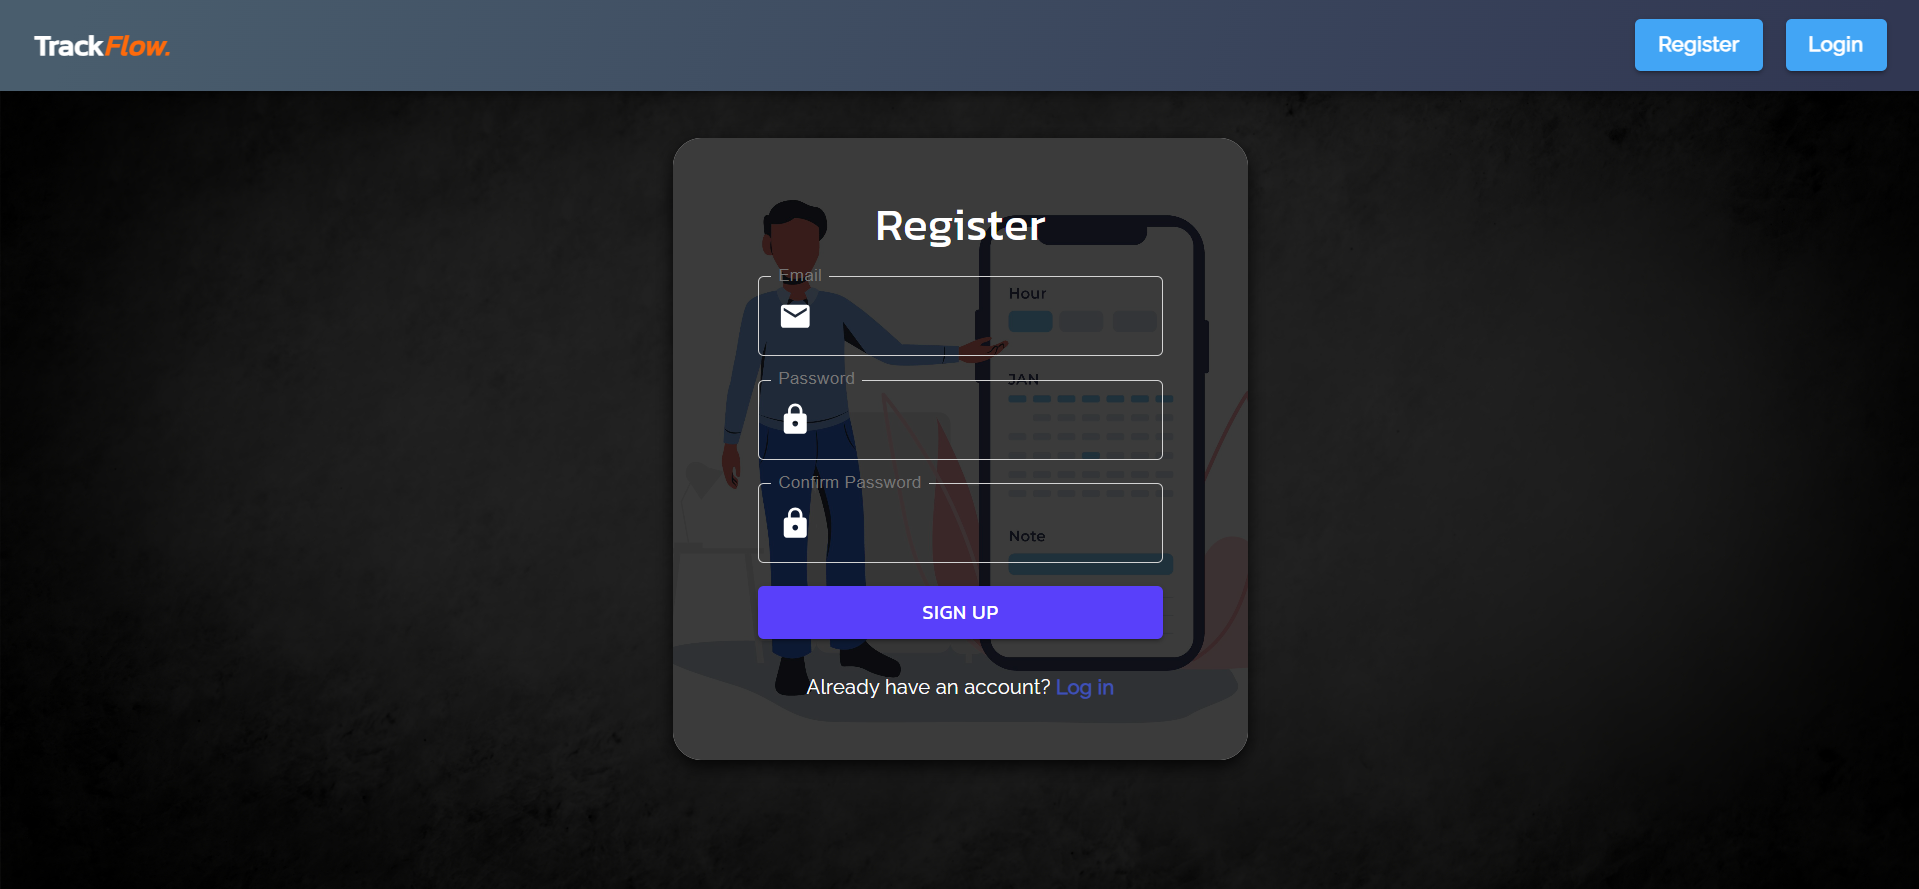 TrackFlow.
Register
Login
Register
Email
Hour
Password
JAN
Confirm Password
Note
SIGN UP
Already have an account? Log in